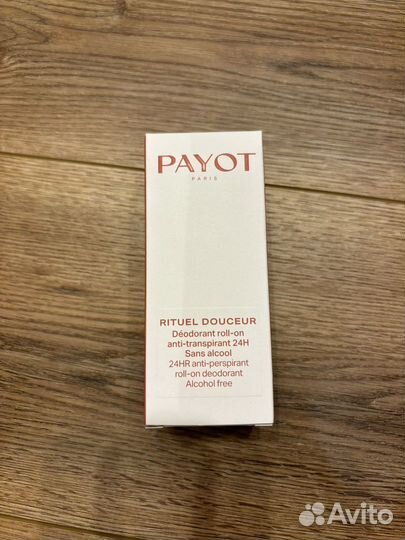 PAYOT
PARIS
RITUEL DOUCEUR
Déodorant roll-on
anti-transpirant 24H
Sans alcool
24HR anti-perspirant
roll-on deodorant
Alcohol free
Avito